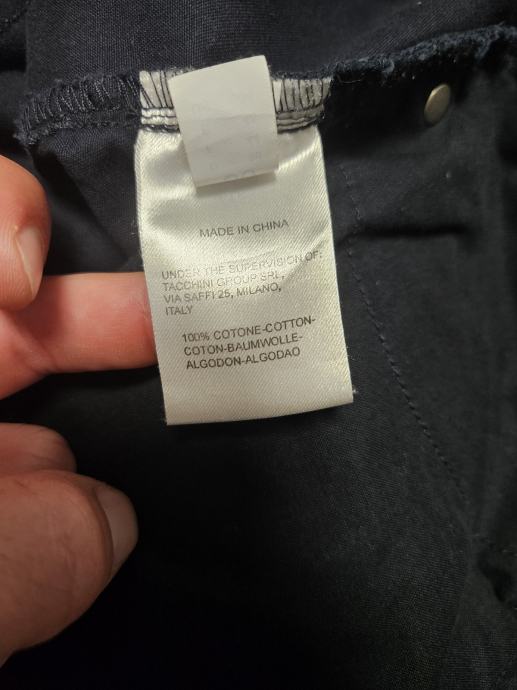 MADE IN CHINA
UNDER THE SUPERVISION OF:
TACCHINI GROUP SRL,
VIA SAFFI 25, MILANO,
ITALY
100% COTONE-COTTON-
COTON-BAUMWOLLE-
ALGODON-ALGODAO